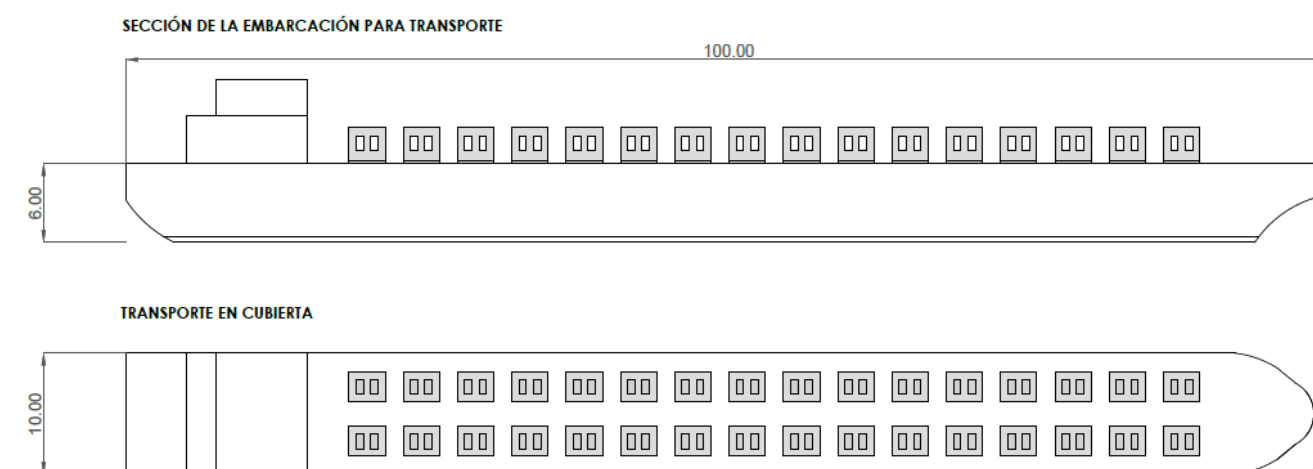 SECCIÓN DE LA EMBARCACIÓN PARA TRANSPORTE
100.00
6.00
TRANSPORTE EN CUBIERTA
10.00